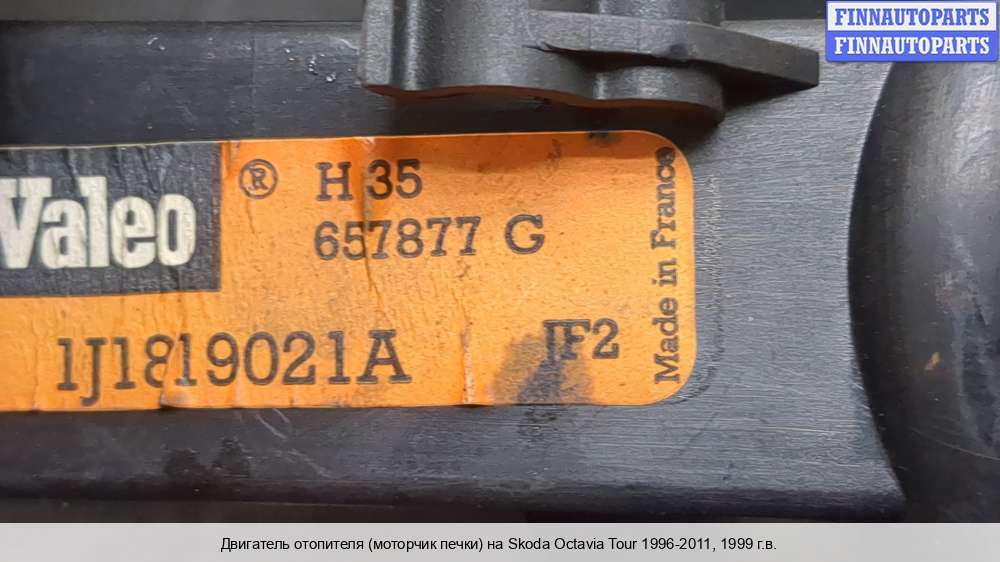 FINNAUTOPARTS
FINNAUTOPARTS
Valeo
®
H 35
657877 G
1J1819021A
JF2
Made in France
Двигатель отопителя (моторчик печки) на Skoda Octavia Tour 1996-2011, 1999 г.в.